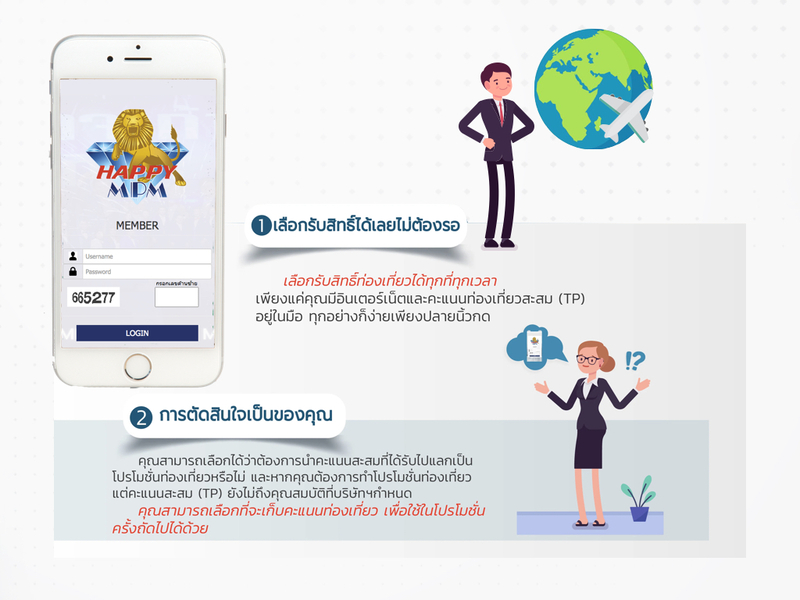 HAPPY
MPM
MEMBER
Username
Password
กรอกเลขด้านซ้าย
665277
LOGIN
1 เลือกรับสิทธิ์ได้เลยไม่ต้องรอ
เลือกรับสิทธิ์ท่องเที่ยวได้ทุกที่ทุกเวลา
เพียงแค่คุณมีอินเตอร์เน็ตและคะแนนท่องเที่ยวสะสม (TP)
อยู่ในมือ ทุกอย่างก็ง่ายเพียงปลายนิ้วกด
!?
2 การตัดสินใจเป็นของคุณ
คุณสามารถเลือกได้ว่าต้องการนำคะแนนสะสมที่ได้รับไปแลกเป็น
โปรโมชั่นท่องเที่ยวหรือไม่ และหากคุณต้องการทำโปรโมชั่นท่องเที่ยว
แต่คะแนนสะสม (TP) ยังไม่ถึงคุณสมบัติที่บริษัทฯกำหนด
คุณสามารถเลือกที่จะเก็บคะแนนท่องเที่ยว เพื่อใช้ในโปรโมชั่น
ครั้งถัดไปได้ด้วย